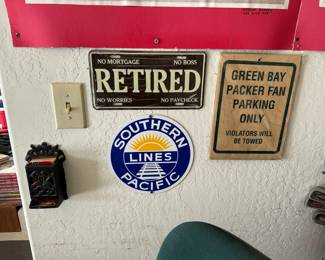 NO MORTGAGE NO BOSS
RETIRED
NO WORRIES NO PAYCHECK
GREEN BAY
PACKER FAN
PARKING
ONLY
VIOLATORS WILL
BE TOWED
SOUTHERN
LINES
PACIFIC